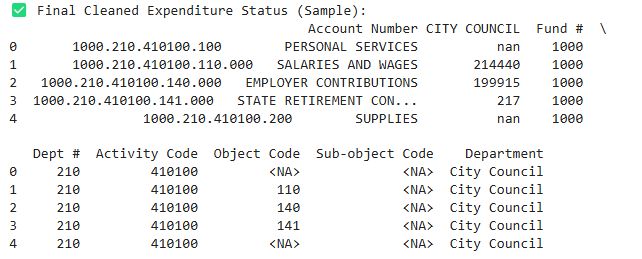 ✅ Final Cleaned Expenditure Status (Sample):
Account Number CITY COUNCIL Fund # \
0 1000.210.410100.100 PERSONAL SERVICES nan 1000
1 1000.210.410100.110.000 SALARIES AND WAGES 214440 1000
2 1000.210.410100.140.000 EMPLOYER CONTRIBUTIONS 199915 1000
3 1000.210.410100.141.000 STATE RETIREMENT CON... 217 1000
4 1000.210.410100.200 SUPPLIES nan 1000
Dept # Activity Code Object Code Sub-object Code Department
0 210 410100 <NA> <NA> City Council
1 210 410100 110 <NA> City Council
2 210 410100 140 <NA> City Council
3 210 410100 141 <NA> City Council
4 210 410100 <NA> <NA> City Council